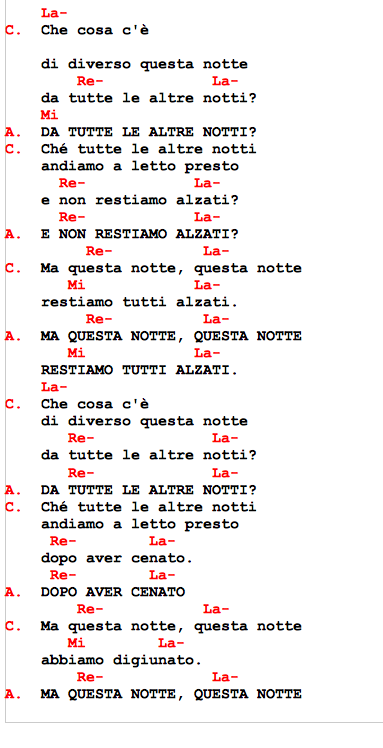 La-
C. Che cosa c'è
di diverso questa notte
Re- La-
da tutte le altre notti?
Mi
A. DA TUTTE LE ALTRE NOTTI?
C. Ché tutte le altre notti
andiamo a letto presto
Re- La-
e non restiamo alzati?
Re- La-
A. E NON RESTIAMO ALZATI?
Re- La-
C. Ma questa notte, questa notte
Mi La-
restiamo tutti alzati.
Re- La-
A. MA QUESTA NOTTE, QUESTA NOTTE
Mi La-
RESTIAMO TUTTI ALZATI.
La-
C. Che cosa c'è
di diverso questa notte
Re- La-
da tutte le altre notti?
Re- La-
A. DA TUTTE LE ALTRE NOTTI?
C. Ché tutte le altre notti
andiamo a letto presto
Re- La-
dopo aver cenato.
Re- La-
A. DOPO AVER CENATO
Re- La-
C. Ma questa notte, questa notte
Mi La-
abbiamo digiunato.
Re- La-
A. MA QUESTA NOTTE, QUESTA NOTTE